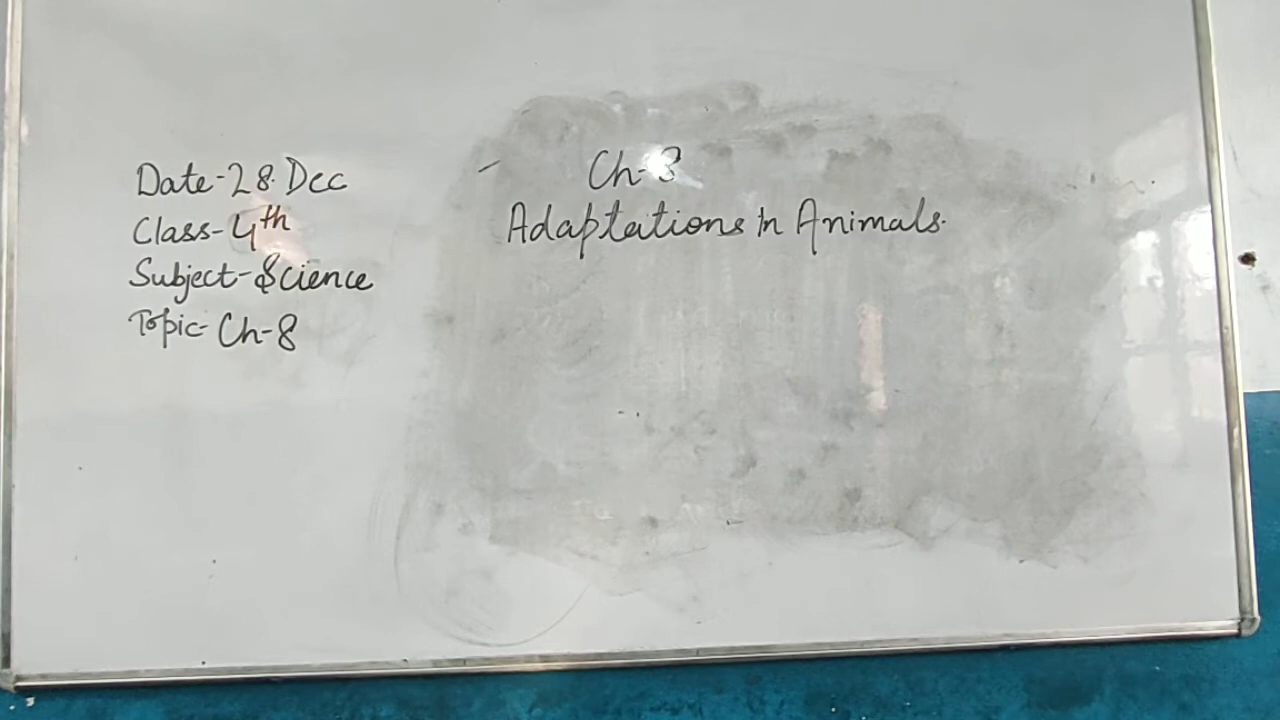 Date-28. Dec
Class-4th
Subject-Science
Topic- Ch-8
Ch-8
Adaptations In Animals.